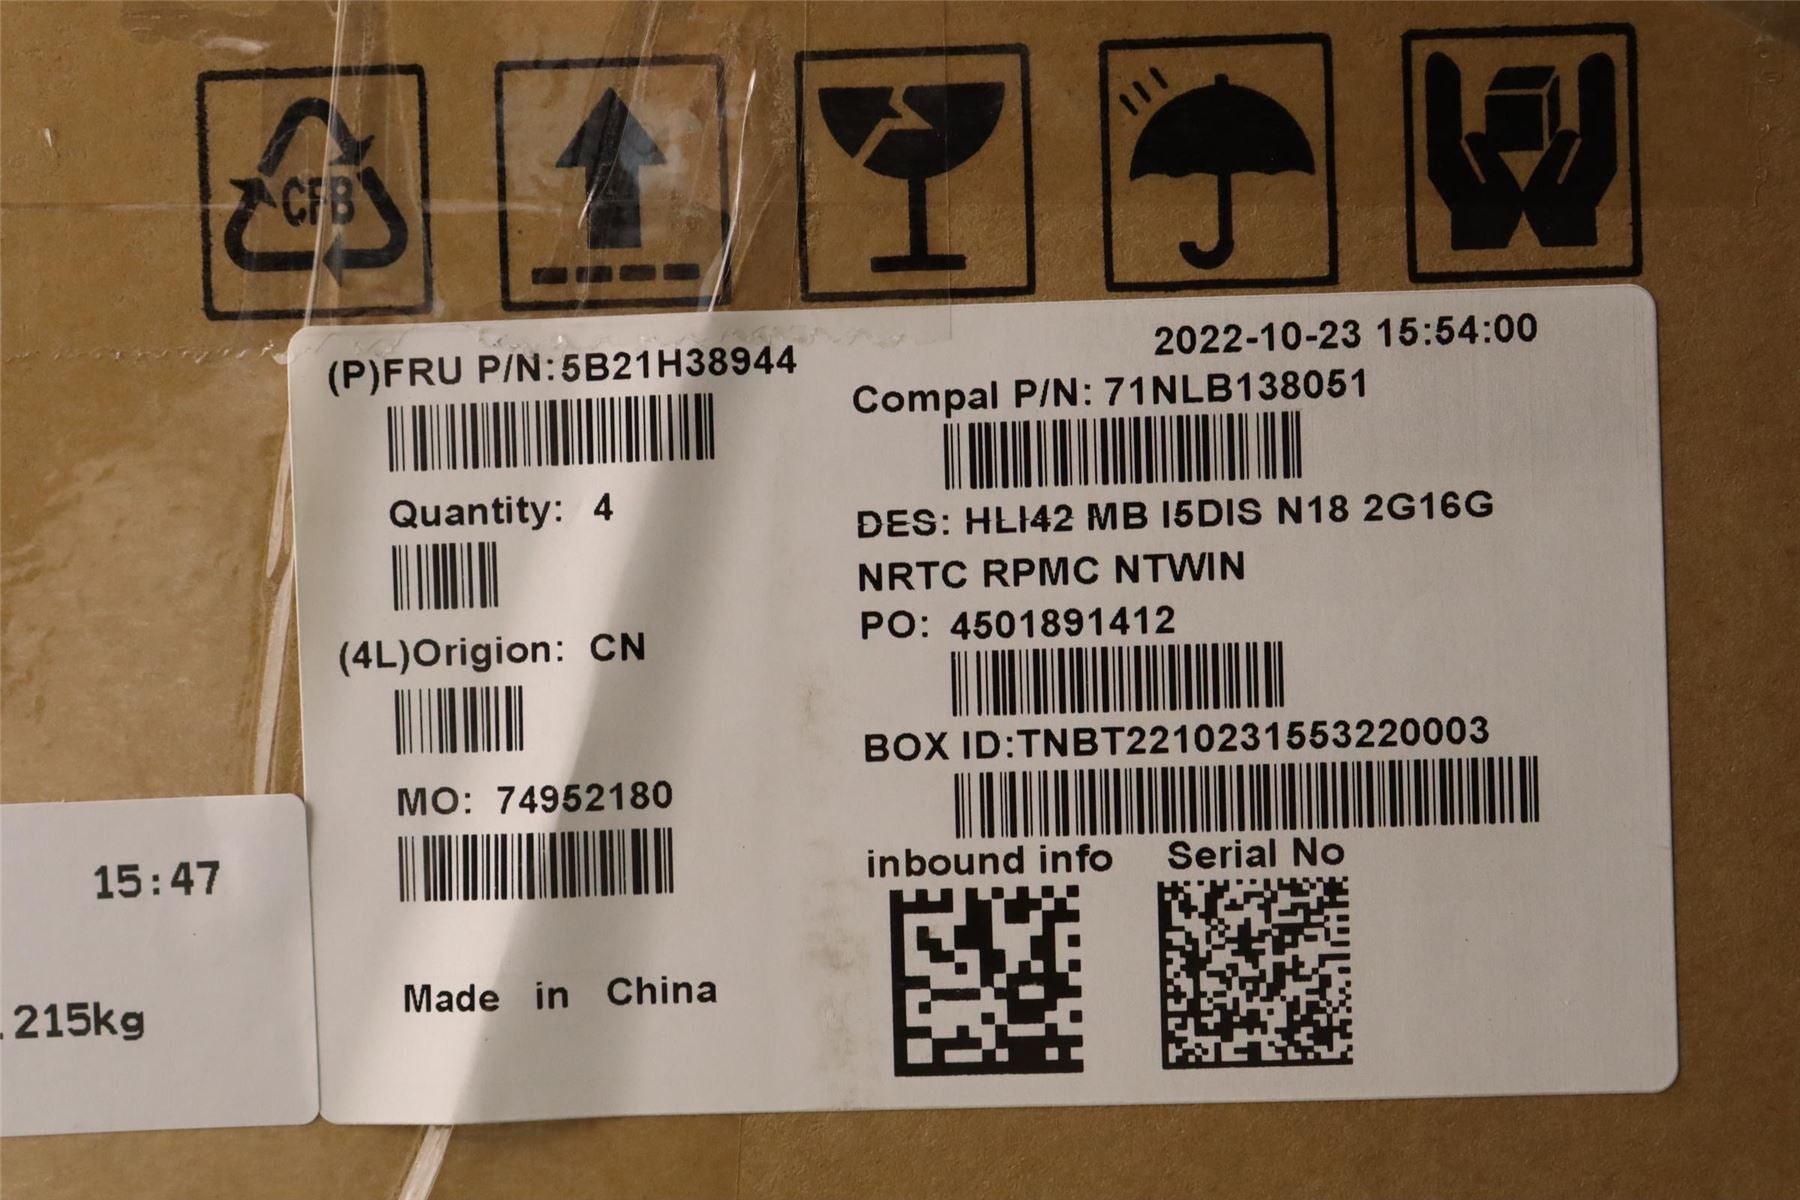 CFB
2022-10-23 15:54:00
(P)FRU P/N:5B21H38944
Compal P/N: 71NLB138051
Quantity: 4
DES: HLI42 MB I5DIS N18 2G16G
NRTC RPMC NTWIN
(4L)Origion: CN
PO: 4501891412
BOX ID:TNBT2210231553220003
MO: 74952180
inbound info
Serial No
Made in China
15:47
.215kg